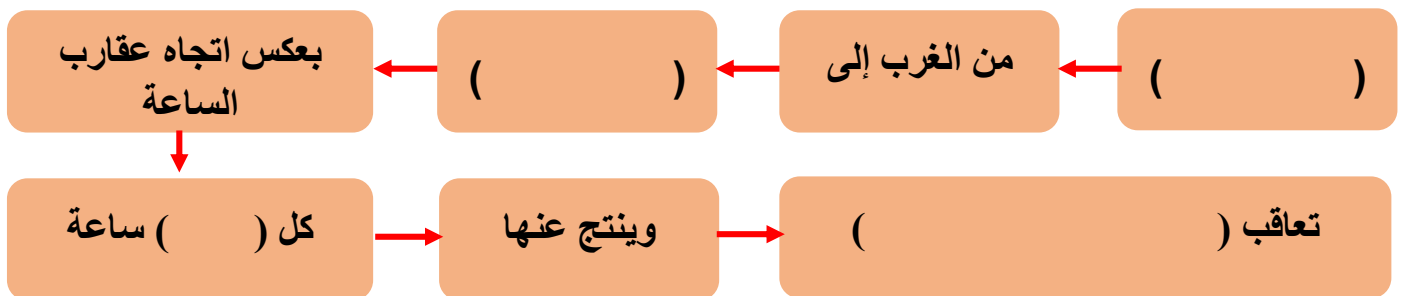 (          )
من الغرب إلى
(          )
بعكس اتجاه عقارب
الساعة
كل (      ) ساعة
وينتج عنها
تعاقب (                    )